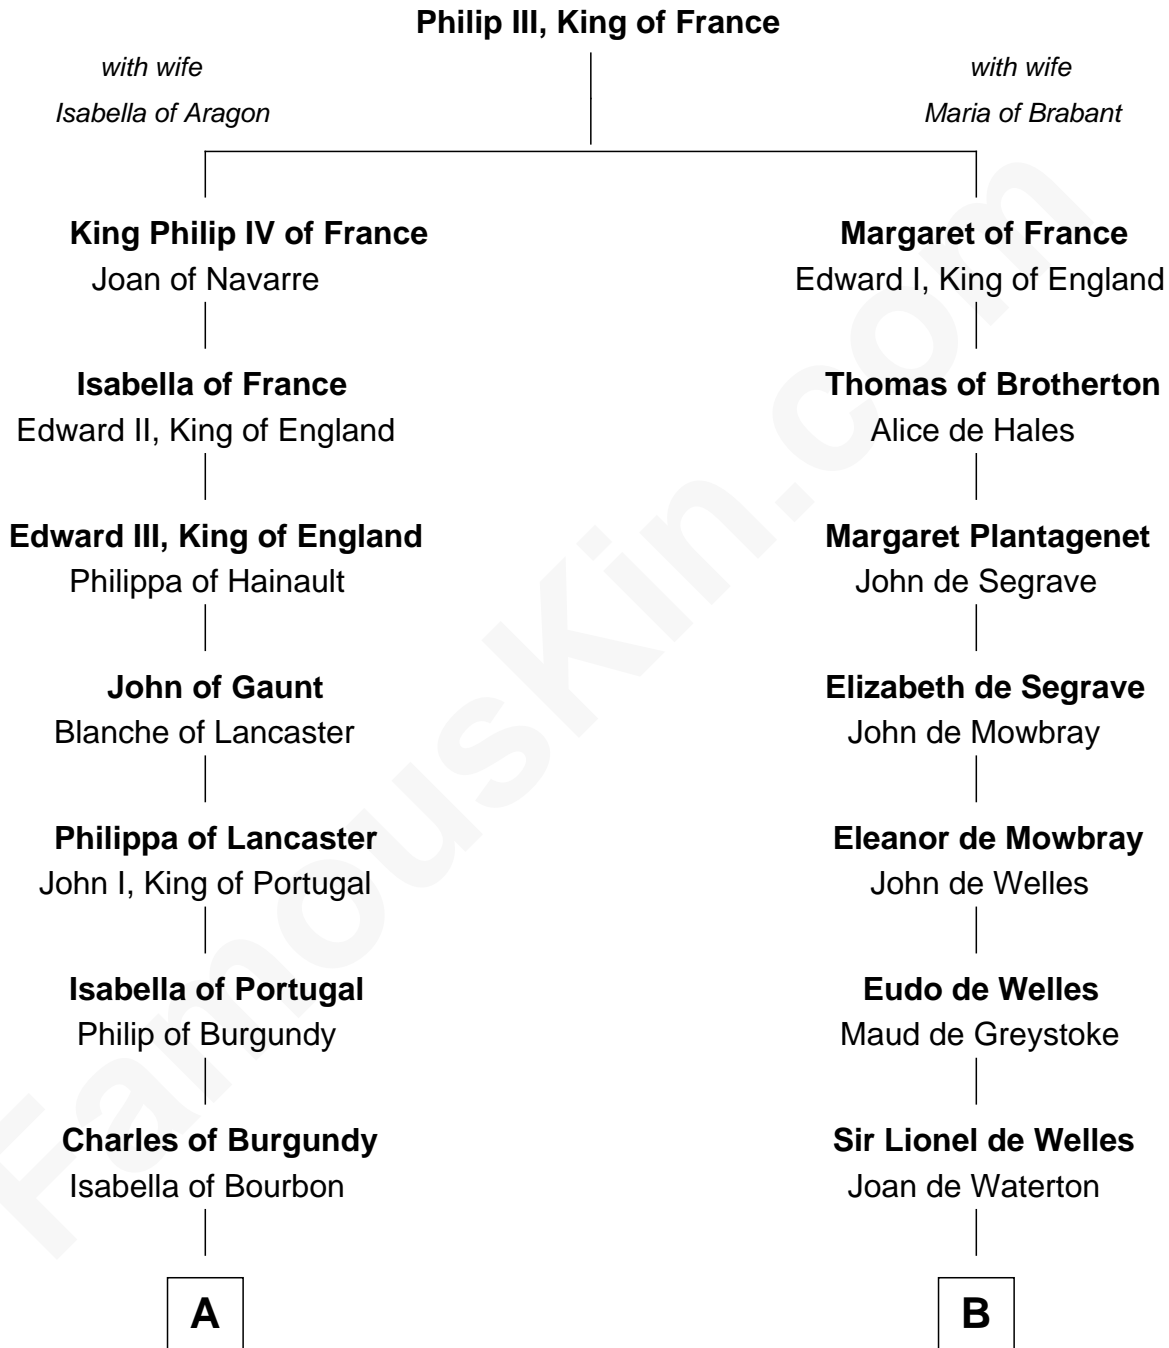 Philip III, King of France
with wife
Isabella of Aragon
with wife
Maria of Brabant
King Philip IV of France
Joan of Navarre
Margaret of France
Edward I, King of England
Isabella of France
Edward II, King of England
Thomas of Brotherton
Alice de Hales
Edward III, King of England
Philippa of Hainault
Margaret Plantagenet
John de Segrave
John of Gaunt
Blanche of Lancaster
Elizabeth de Segrave
John de Mowbray
Philippa of Lancaster
John I, King of Portugal
Eleanor de Mowbray
John de Welles
Isabella of Portugal
Philip of Burgundy
Eudo de Welles
Maud de Greystoke
Charles of Burgundy
Isabella of Bourbon
Sir Lionel de Welles
Joan de Waterton
A
B
FamousKin.com